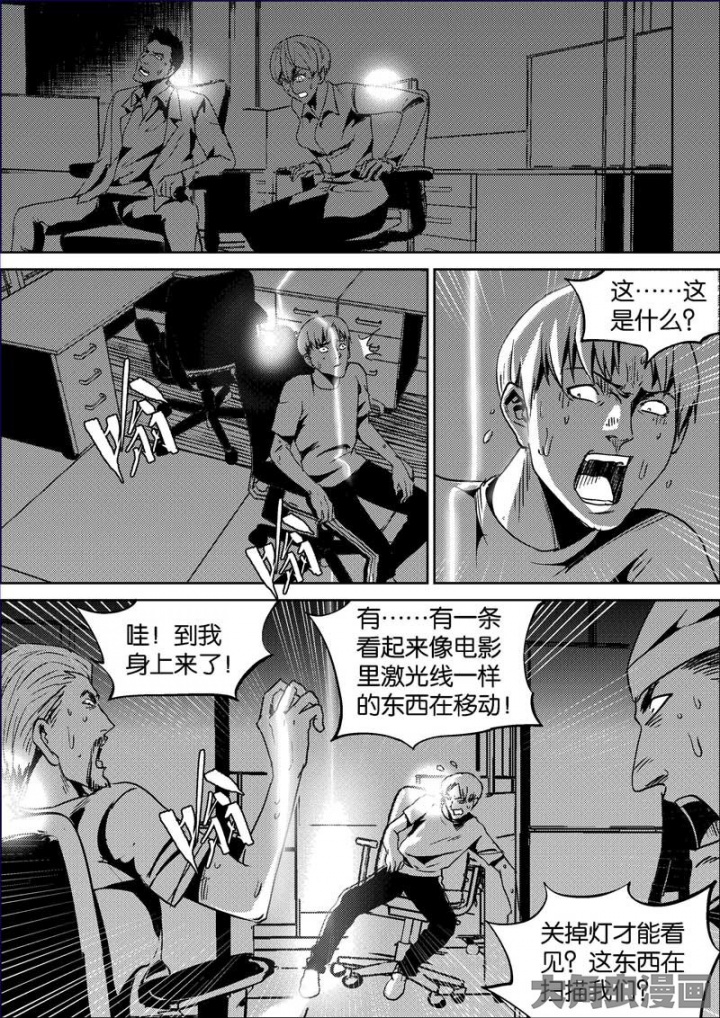 这……这
是什么？
哇！到我
身上来了！
有……有一条
看起来像电影
里激光线一样
的东西在移动！
关掉灯才能看
见？这东西在
扫描我们？